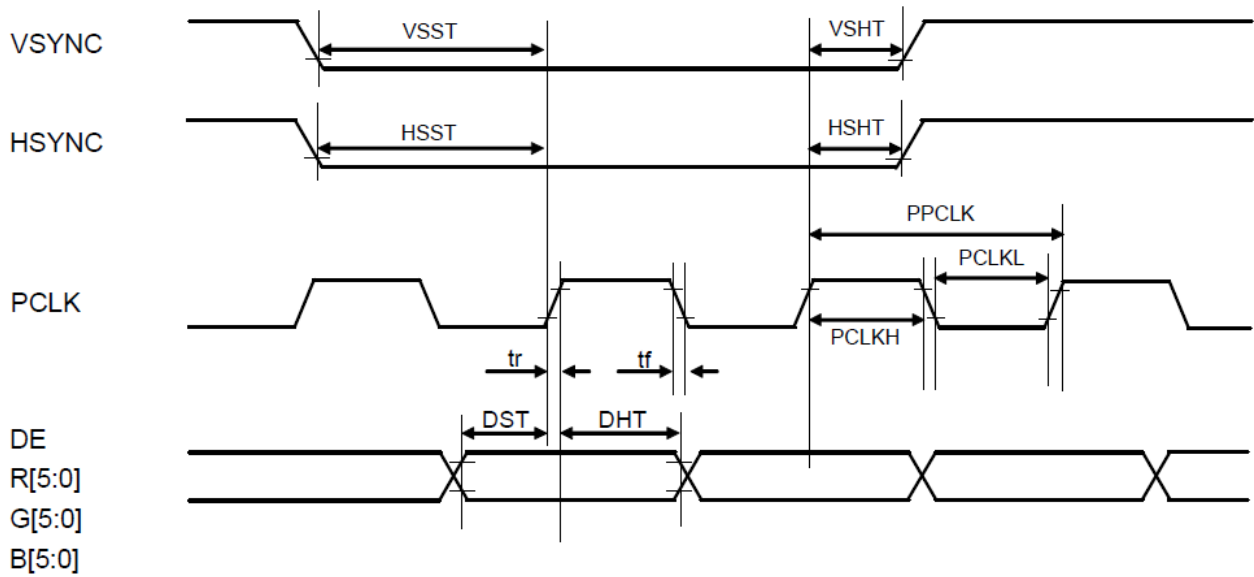 VSYNC
VSST
VSHT
HSYNC
HSST
HSHT
PPCLK
PCLKL
PCLK
PCLKH
tr
tf
DST
DHT
DE
R[5:0]
G[5:0]
B[5:0]